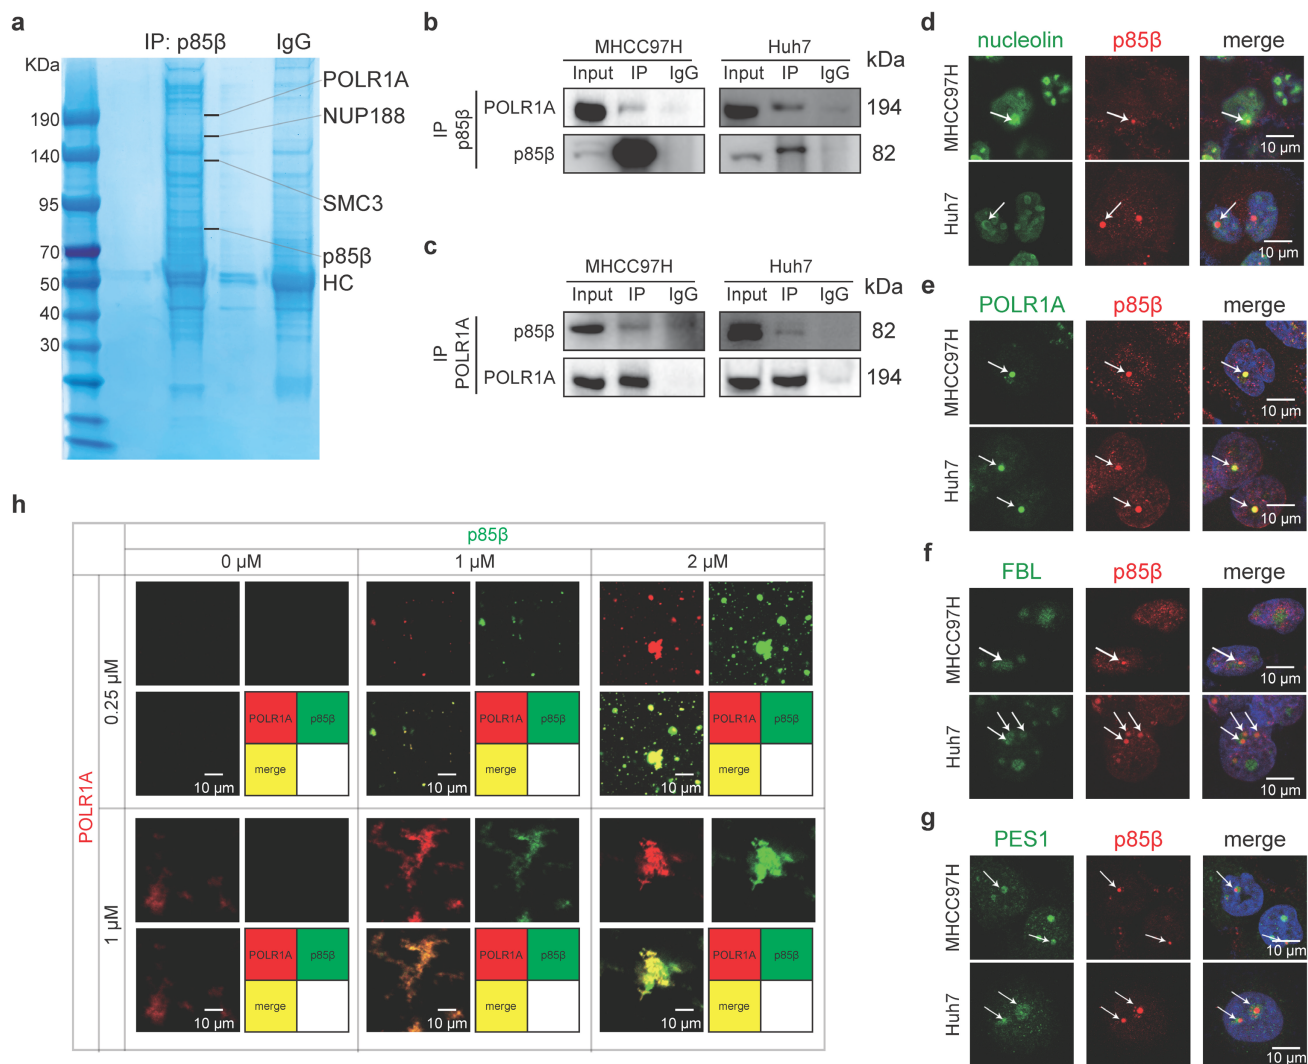 a
IP: p85β IgG
KDa
190
140
95
70
50
40
30
POLR1A
NUP188
SMC3
p85β
HC
b
MHCC97H Huh7
Input IP IgG Input IP IgG kDa
IP p85β
POLR1A 194
p85β 82
c
MHCC97H Huh7
Input IP IgG Input IP IgG kDa
IP POLR1A
p85β 82
POLR1A 194
d
nucleolin p85β merge
MHCC97H
10 μm
Huh7
10 μm
e
POLR1A p85β merge
MHCC97H
10 μm
Huh7
10 μm
f
FBL p85β merge
MHCC97H
10 μm
Huh7
10 μm
g
PES1 p85β merge
MHCC97H
10 μm
Huh7
10 μm
h
p85β
0 μM 1 μM 2 μM
POLR1A
0.25 μM
POLR1A p85β POLR1A p85β POLR1A p85β
merge merge merge
10 μm 10 μm 10 μm
1 μM
POLR1A p85β POLR1A p85β POLR1A p85β
merge merge merge
10 μm 10 μm 10 μm